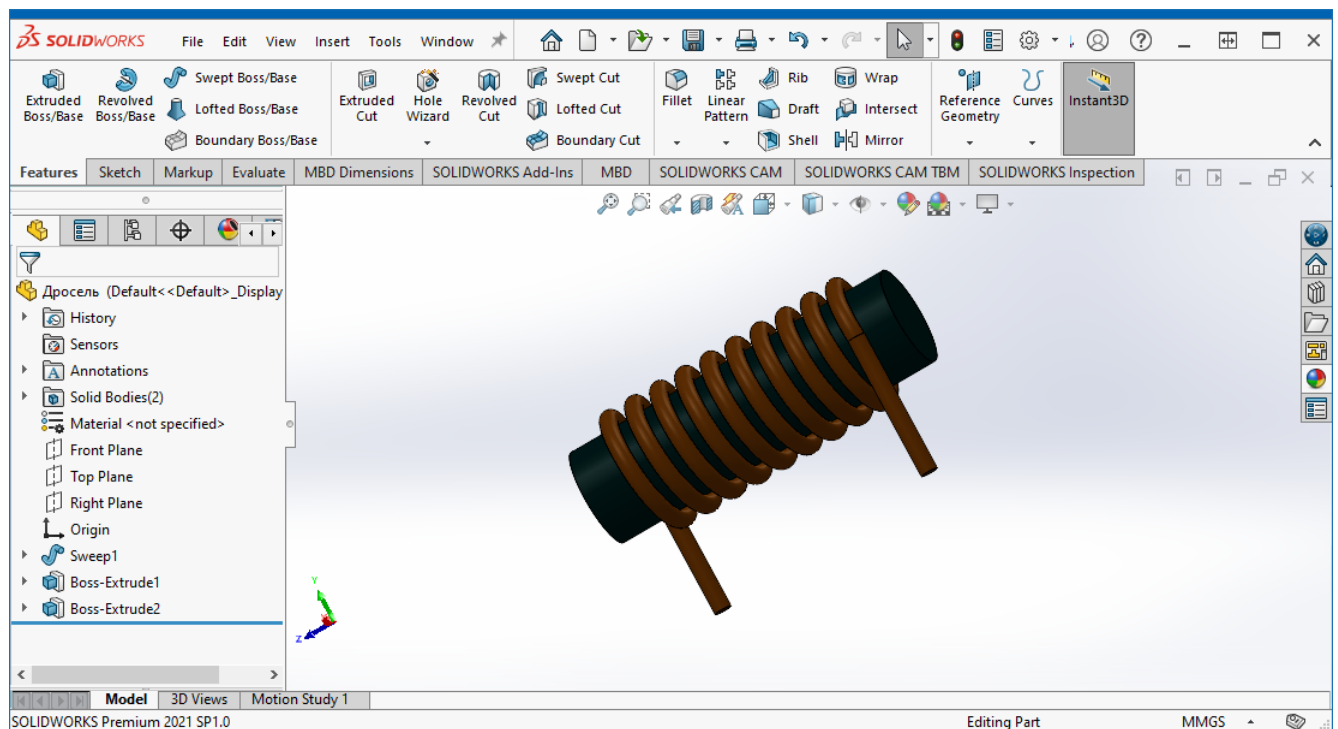 SOLIDWORKS File Edit View Insert Tools Window
Extruded Boss/Base Revolved Boss/Base Swept Boss/Base Lofted Boss/Base Boundary Boss/Base Extruded Cut Hole Wizard Revolved Cut Swept Cut Lofted Cut Boundary Cut Fillet Linear Pattern Rib Draft Shell Wrap Intersect Mirror Reference Geometry Curves Instant3D
Features Sketch Markup Evaluate MBD Dimensions SOLIDWORKS Add-Ins MBD SOLIDWORKS CAM SOLIDWORKS CAM TBM SOLIDWORKS Inspection
Дросель (Default<<Default>_Display
History
Sensors
Annotations
Solid Bodies(2)
Material <not specified>
Front Plane
Top Plane
Right Plane
Origin
Sweep1
Boss-Extrude1
Boss-Extrude2
Y
Z
Model 3D Views Motion Study 1
SOLIDWORKS Premium 2021 SP1.0 Editing Part MMGS